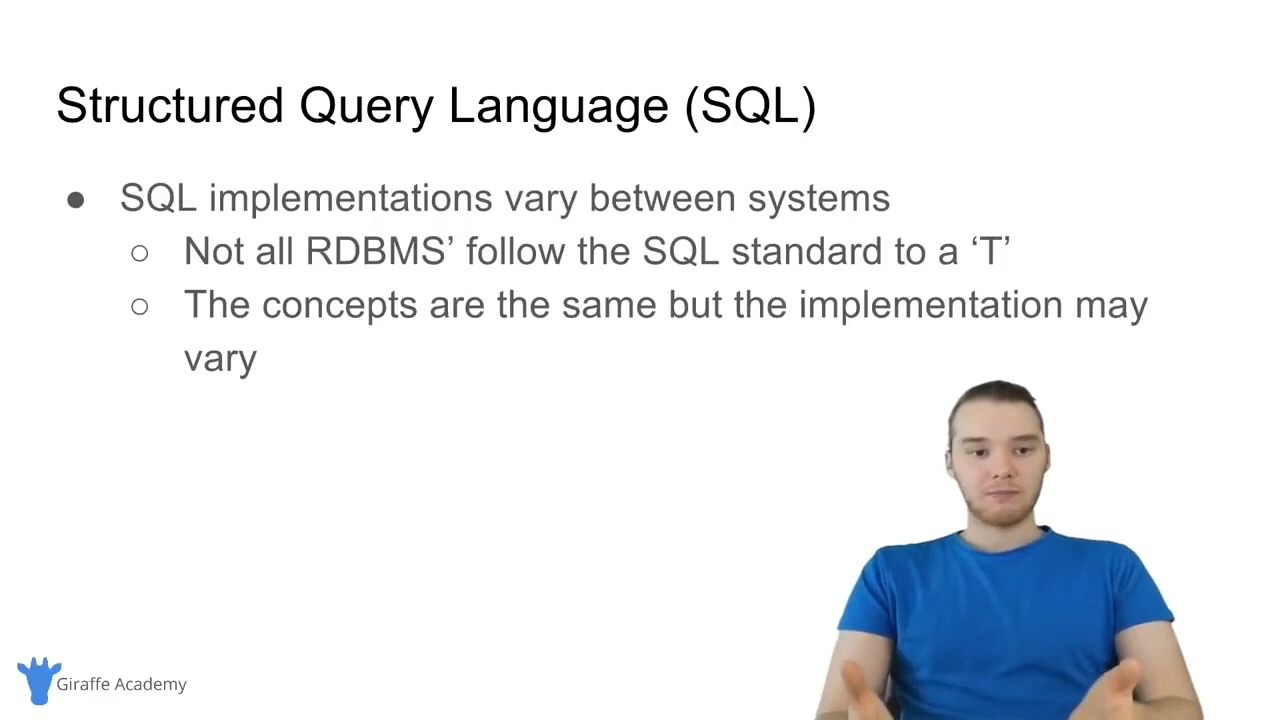 Structured Query Language (SQL)
● SQL implementations vary between systems
○ Not all RDBMS’ follow the SQL standard to a ‘T’
○ The concepts are the same but the implementation may
vary
Giraffe Academy